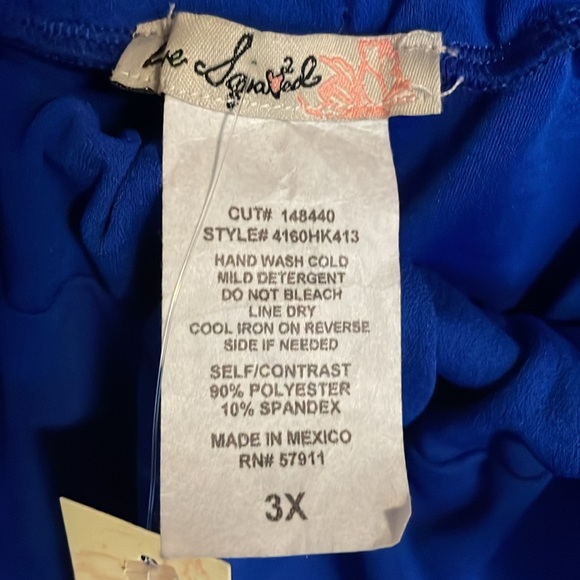 Squared
CUT# 148440
STYLE# 4160HK413
HAND WASH COLD
MILD DETERGENT
DO NOT BLEACH
LINE DRY
COOL IRON ON REVERSE
SIDE IF NEEDED
SELF/CONTRAST
90% POLYESTER
10% SPANDEX
MADE IN MEXICO
RN# 57911
3X